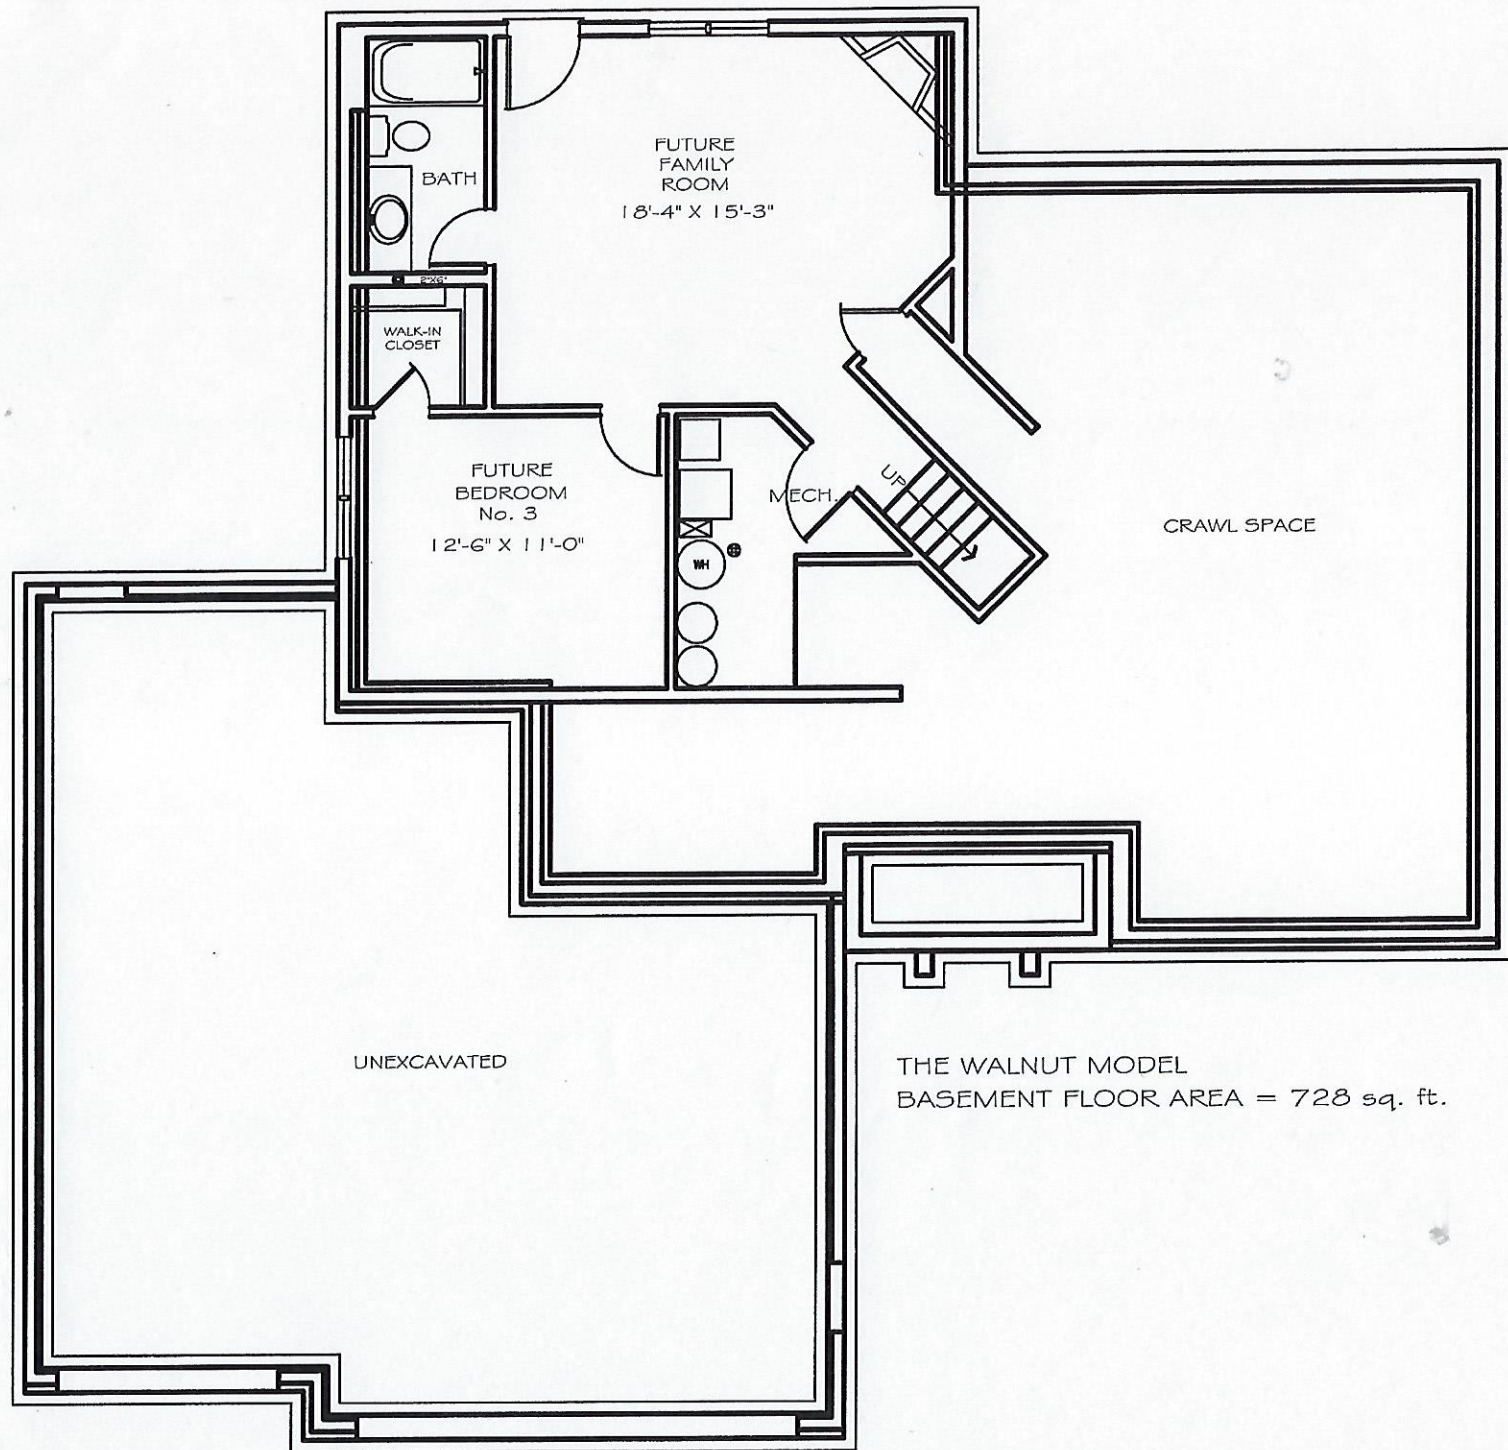 FUTURE
FAMILY
ROOM
18'-4" X 15'-3"
BATH
2"X6"
WALK-IN
CLOSET
FUTURE
BEDROOM
No. 3
12'-6" X 11'-0"
MECH.
UP
WH
CRAWL SPACE
UNEXCAVATED
THE WALNUT MODEL
BASEMENT FLOOR AREA = 728 sq. ft.